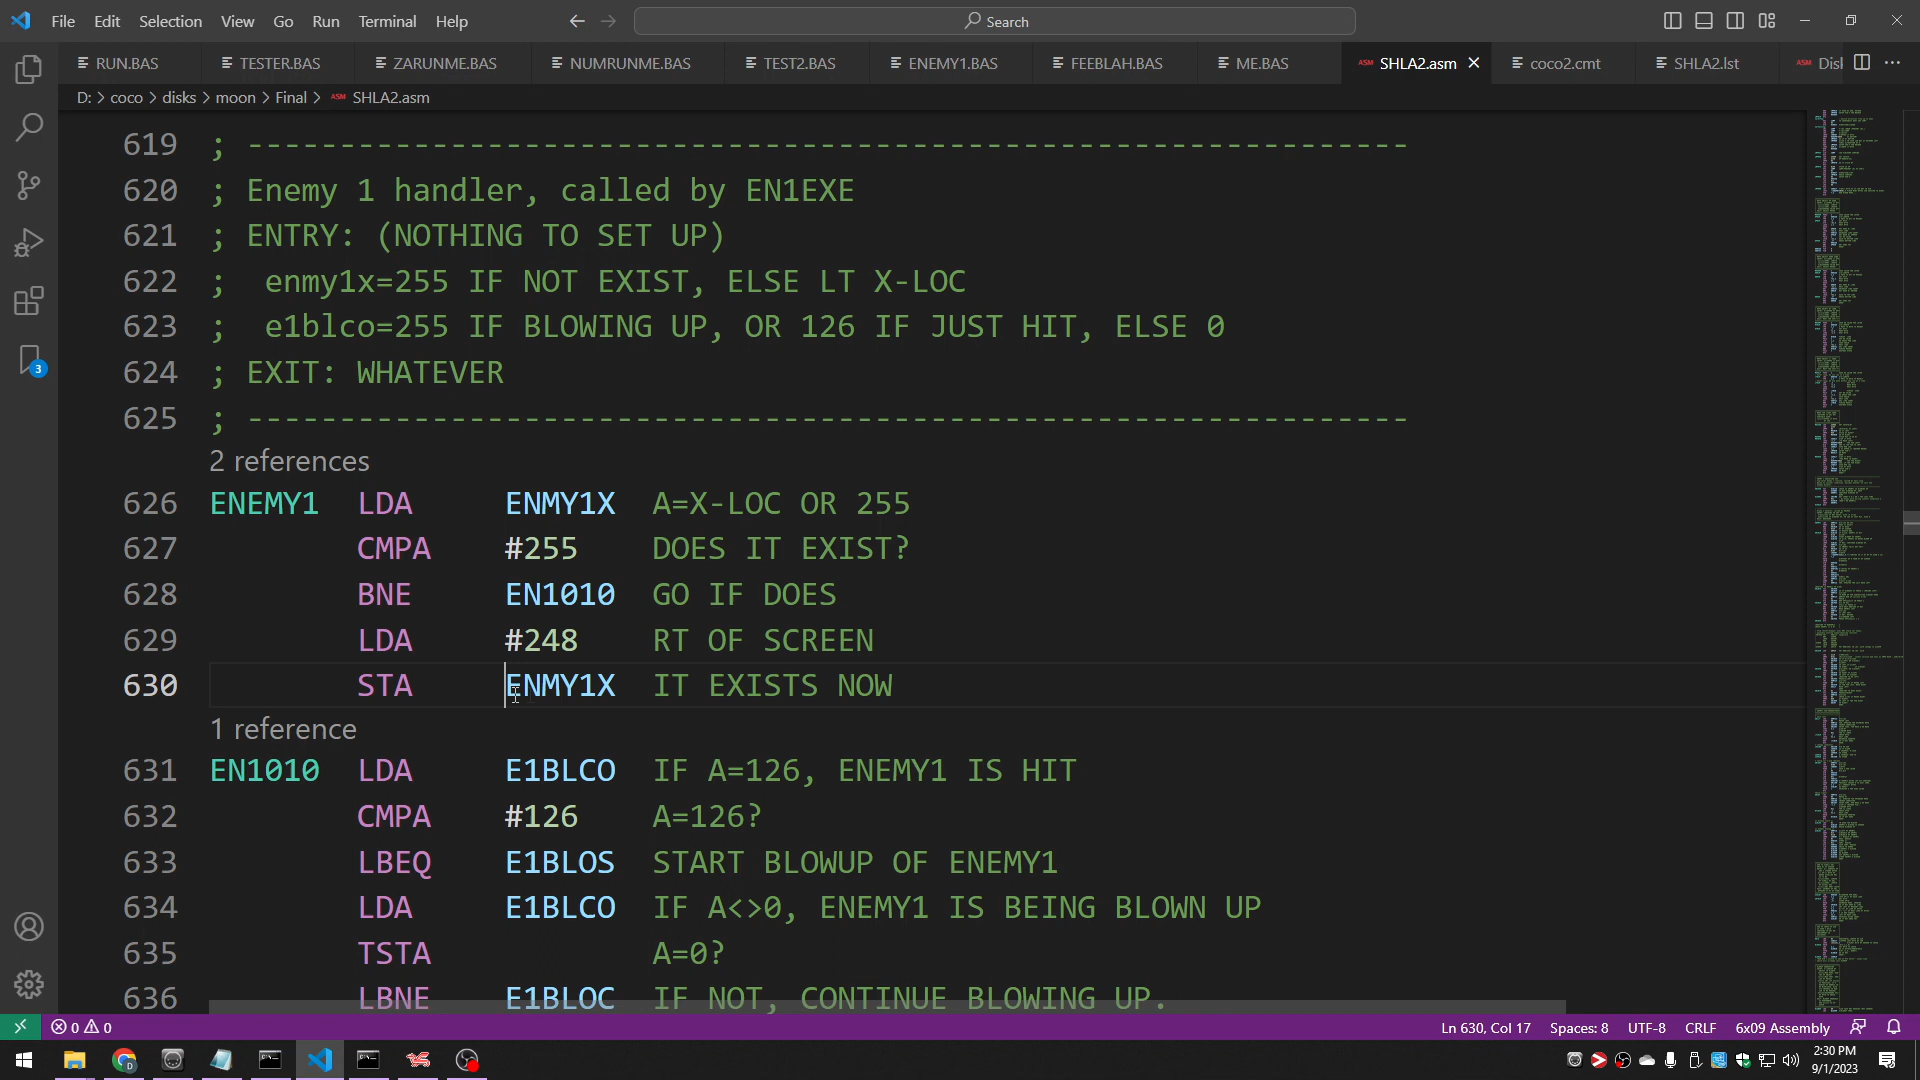 File Edit Selection View Go Run Terminal Help Search
RUN.BAS TESTER.BAS ZARUNME.BAS NUMRUNME.BAS TEST2.BAS ENEMY1.BAS FEEBLAH.BAS ME.BAS ASM SHLA2.asm coco2.cmt SHLA2.lst ASM Dis
D: > coco > disks > moon > Final > ASM SHLA2.asm
619 ; ---------------------------------------------------------------
620 ; Enemy 1 handler, called by EN1EXE
621 ; ENTRY: (NOTHING TO SET UP)
622 ;  enmy1x=255 IF NOT EXIST, ELSE LT X-LOC
623 ;  e1blco=255 IF BLOWING UP, OR 126 IF JUST HIT, ELSE 0
624 ; EXIT: WHATEVER
625 ; ---------------------------------------------------------------
2 references
626 ENEMY1 LDA ENMY1X A=X-LOC OR 255
627 CMPA #255 DOES IT EXIST?
628 BNE EN1010 GO IF DOES
629 LDA #248 RT OF SCREEN
630 STA ENMY1X IT EXISTS NOW
1 reference
631 EN1010 LDA E1BLCO IF A=126, ENEMY1 IS HIT
632 CMPA #126 A=126?
633 LBEQ E1BLOS START BLOWUP OF ENEMY1
634 LDA E1BLCO IF A<>0, ENEMY1 IS BEING BLOWN UP
635 TSTA A=0?
636 LBNE E1BLOC IF NOT, CONTINUE BLOWING UP.
3
0 0 Ln 630, Col 17 Spaces: 8 UTF-8 CRLF 6x09 Assembly
2:30 PM
9/1/2023